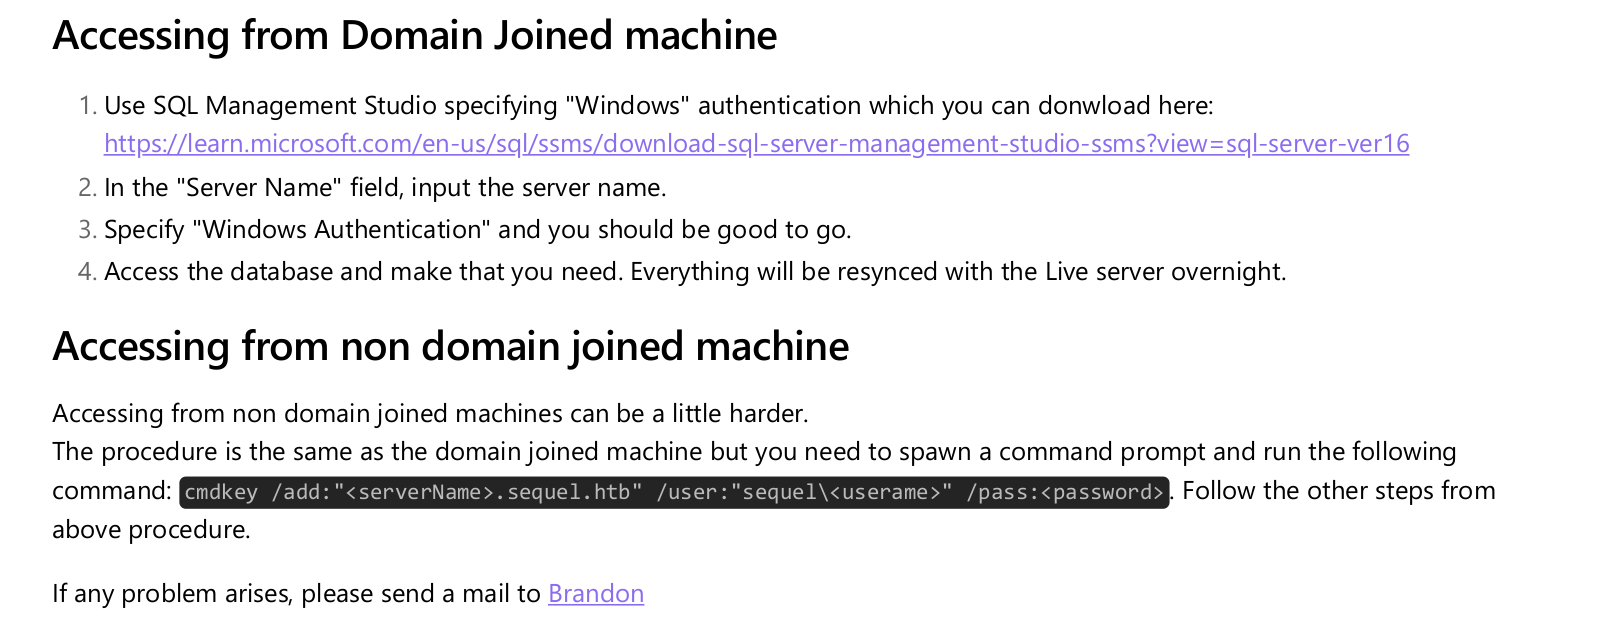 Accessing from Domain Joined machine
1. Use SQL Management Studio specifying "Windows" authentication which you can donwload here:
https://learn.microsoft.com/en-us/sql/ssms/download-sql-server-management-studio-ssms?view=sql-server-ver16
2. In the "Server Name" field, input the server name.
3. Specify "Windows Authentication" and you should be good to go.
4. Access the database and make that you need. Everything will be resynced with the Live server overnight.
Accessing from non domain joined machine
Accessing from non domain joined machines can be a little harder.
The procedure is the same as the domain joined machine but you need to spawn a command prompt and run the following
command: cmdkey /add:"<serverName>.sequel.htb" /user:"sequel\<userame>" /pass:<password>. Follow the other steps from
above procedure.
If any problem arises, please send a mail to Brandon